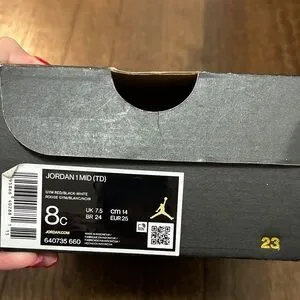 JORDAN 1 MID (TD)
GYM RED/BLACK-WHITE
ROUGE GYM/BLANC/NOIR
8C
UK 7.5
cm 14
BR 24
EUR 25
JORDAN.COM
640735 660
23